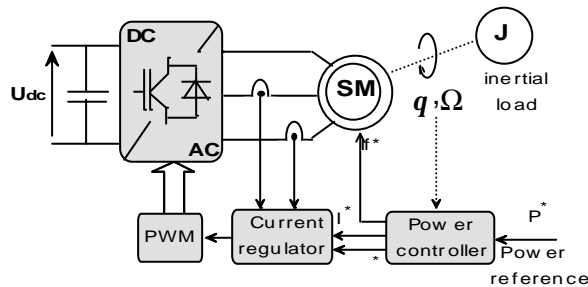 DC
J
Udc
SM
inertial
load
q,Ω
AC
If*
I*
P*
PWM
Current
regulator
Power
controller
*
Power
reference